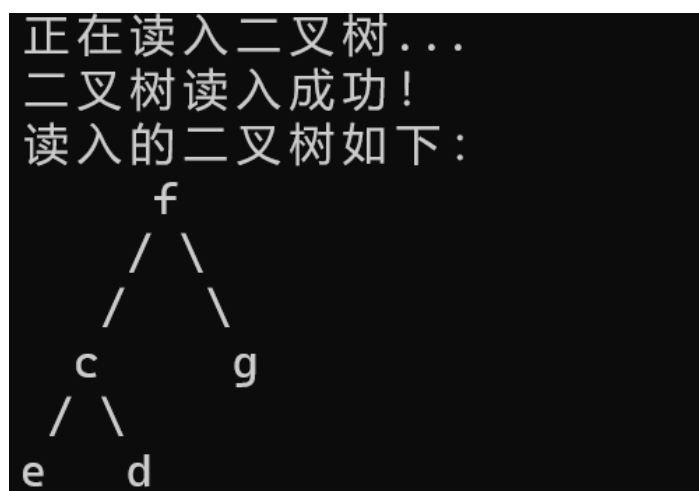 正在读入二叉树...
二叉树读入成功!
读入的二叉树如下:
     f
    / \
   /   \
  c     g
 / \
e   d